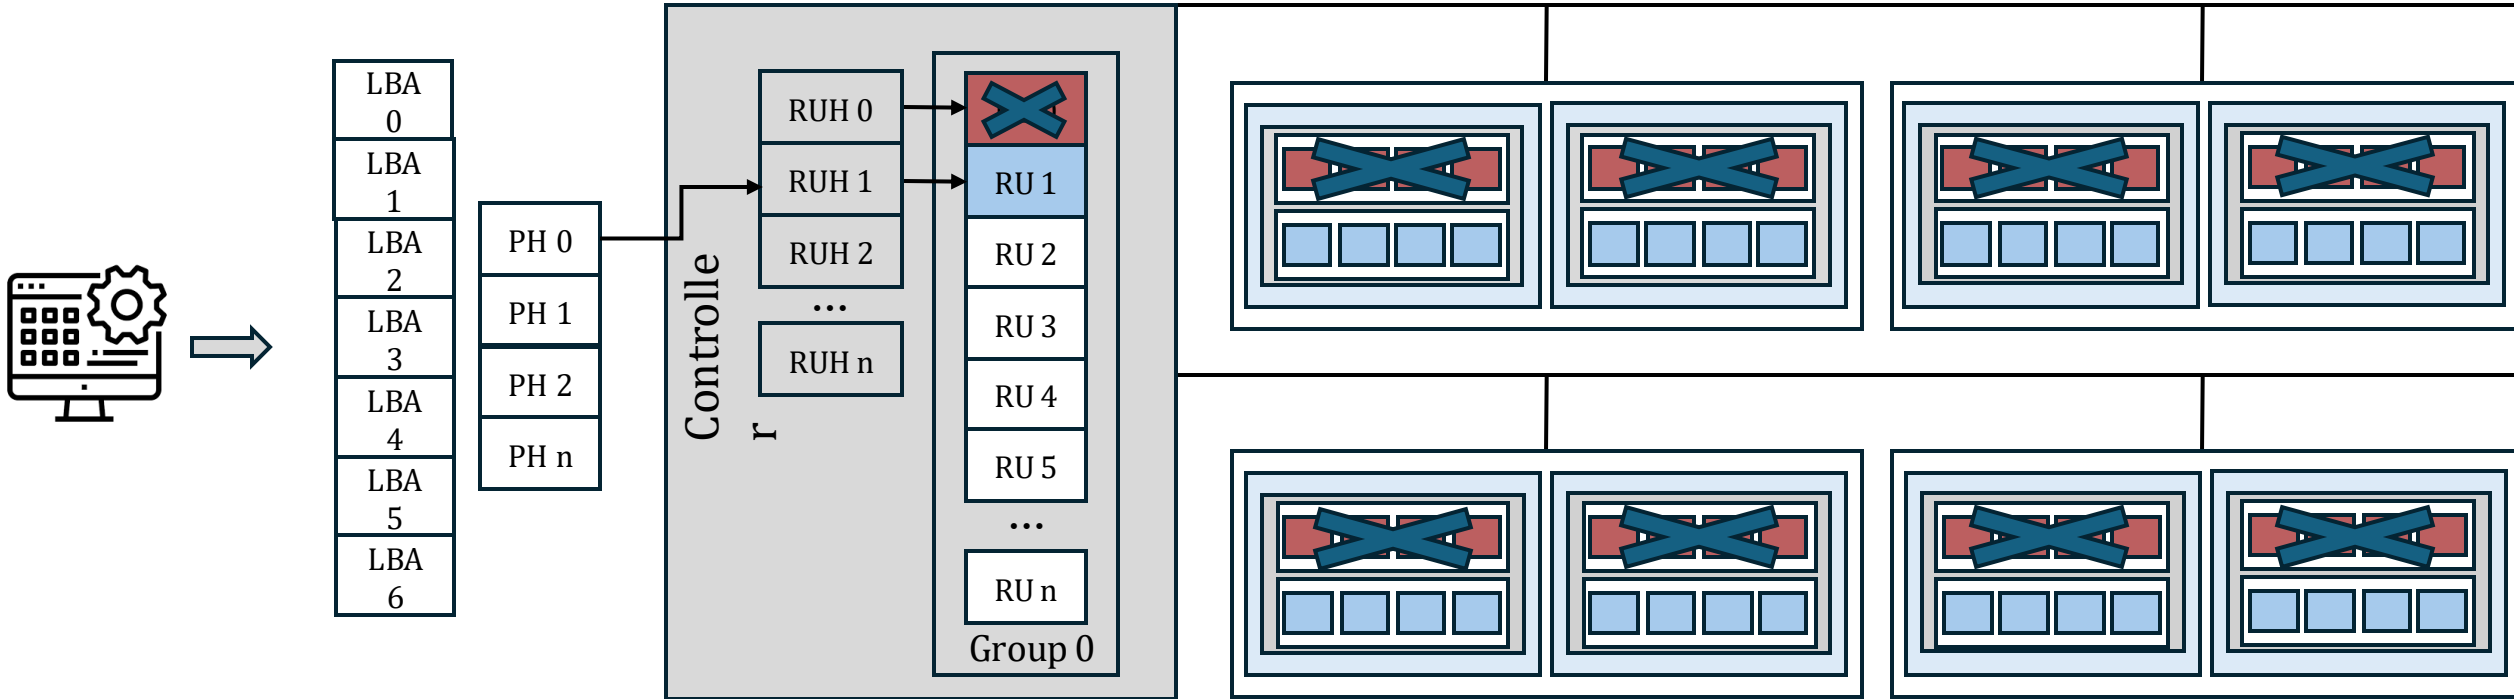 LBA
0
LBA
1
LBA
2
LBA
3
LBA
4
LBA
5
LBA
6
PH 0
PH 1
PH 2
PH n
Controlle
r
RUH 0
RUH 1
RUH 2
...
RUH n
RU 1
RU 2
RU 3
RU 4
RU 5
...
RU n
Group 0